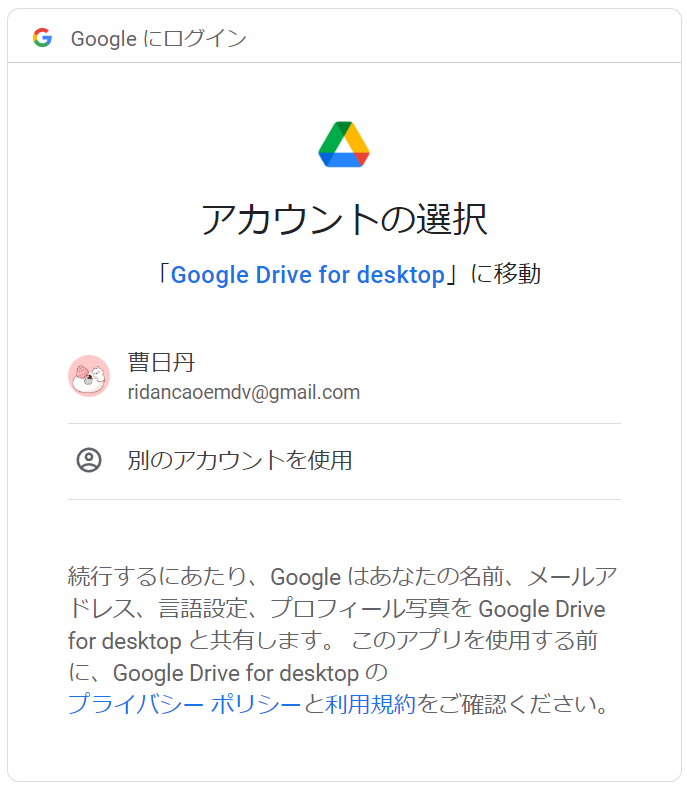 Google にログイン
アカウントの選択
「Google Drive for desktop」に移動
曹日丹
ridancaoemdv@gmail.com
別のアカウントを使用
続行するにあたり、Google はあなたの名前、メールア
ドレス、言語設定、プロフィール写真を Google Drive
for desktop と共有します。 このアプリを使用する前
に、Google Drive for desktop の
プライバシー ポリシーと利用規約をご確認ください。